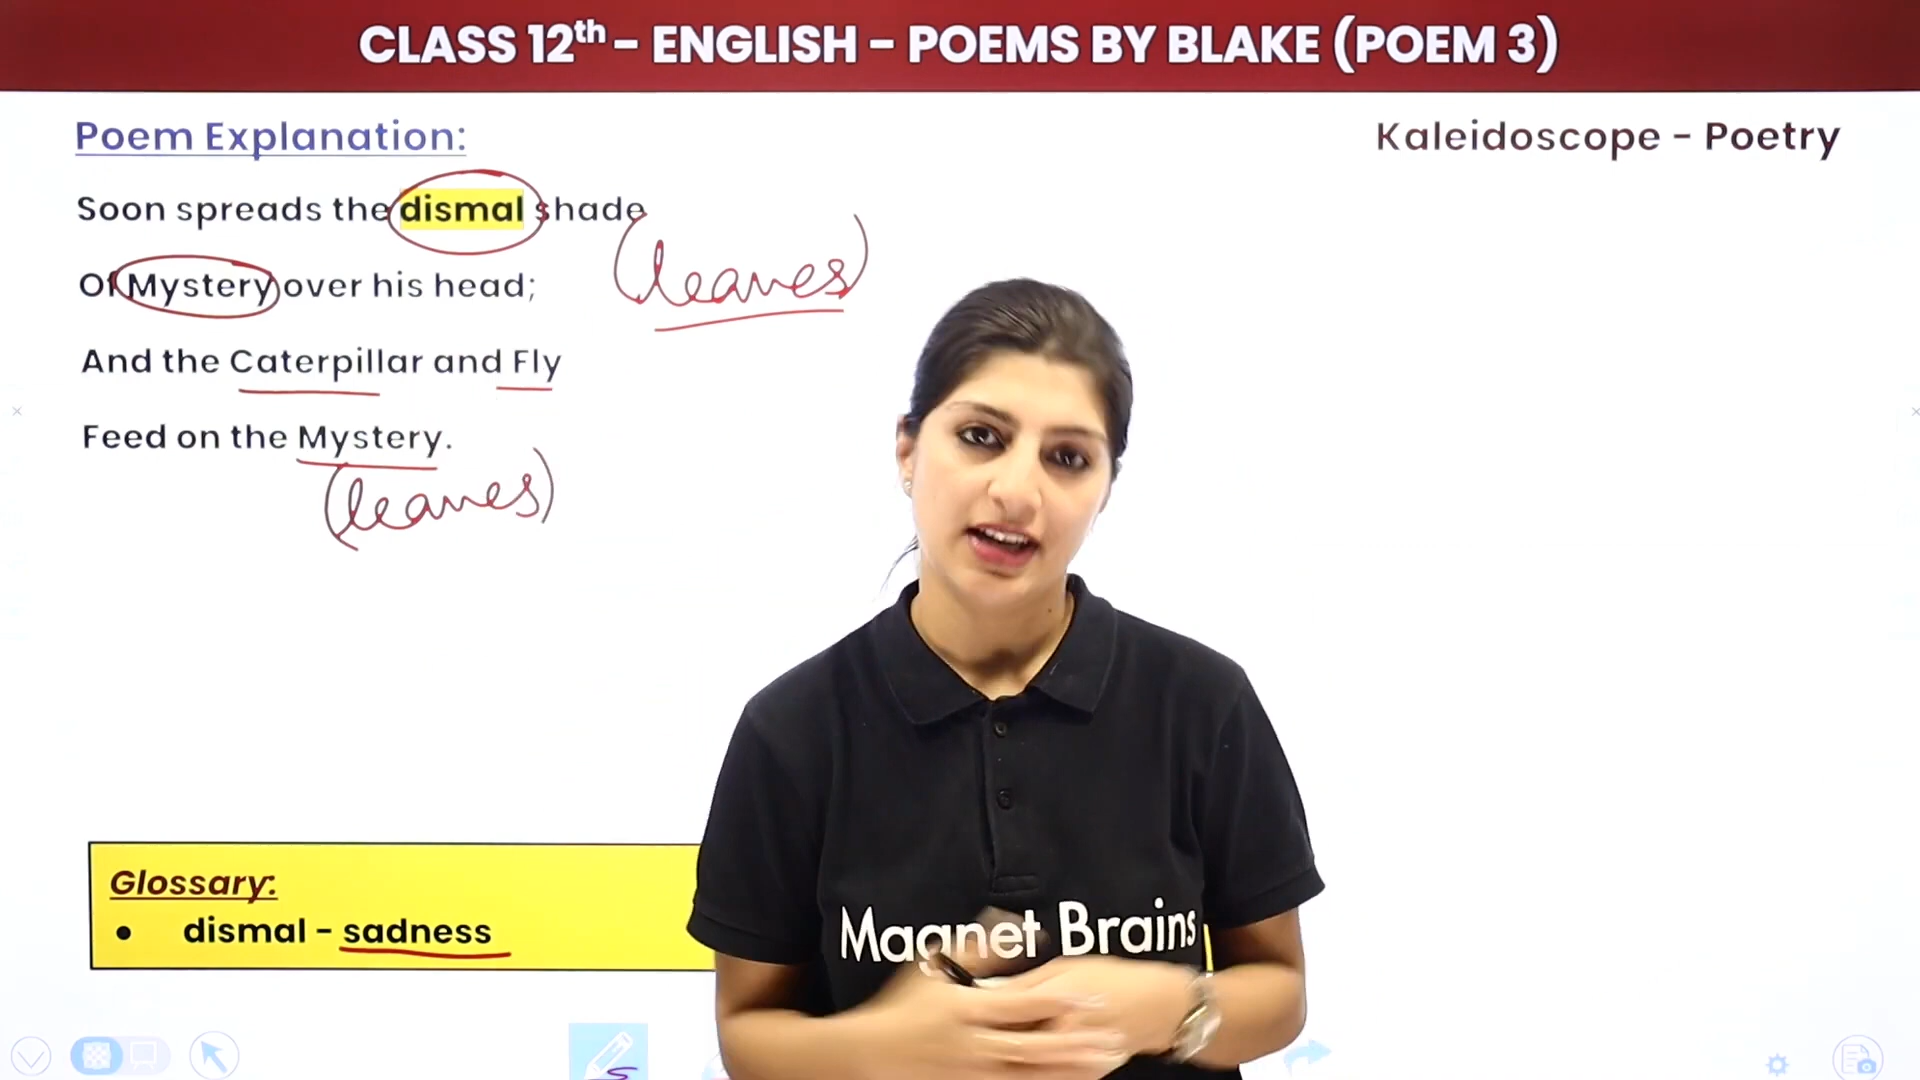 CLASS 12th – ENGLISH – POEMS BY BLAKE (POEM 3)
Poem Explanation:
Kaleidoscope - Poetry
Soon spreads the dismal shade
Of Mystery over his head;
(leaves)
And the Caterpillar and Fly
Feed on the Mystery.
(leaves)
Glossary:
● dismal - sadness
Magnet Brains